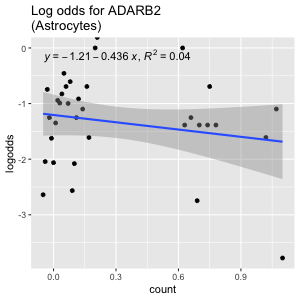 Log odds for ADARB2
(Astrocytes)
y = −1.21 − 0.436 x, R² = 0.04
0
-1
-2
-3
logodds
0.0 0.3 0.6 0.9
count